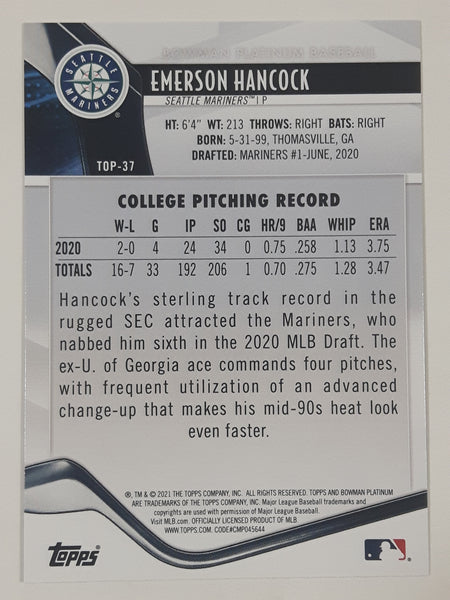 BOWMAN PLATINUM BASEBALL
SEATTLE
MARINERS
®
EMERSON HANCOCK
SEATTLE MARINERS™ | P
HT: 6'4" WT: 213 THROWS: RIGHT BATS: RIGHT
BORN: 5-31-99, THOMASVILLE, GA
DRAFTED: MARINERS #1-JUNE, 2020
TOP-37
COLLEGE PITCHING RECORD
W-L G IP SO CG HR/9 BAA WHIP ERA
2020 2-0 4 24 34 0 0.75 .258 1.13 3.75
TOTALS 16-7 33 192 206 1 0.70 .275 1.28 3.47
Hancock's sterling track record in the
rugged SEC attracted the Mariners, who
nabbed him sixth in the 2020 MLB Draft. The
ex-U. of Georgia ace commands four pitches,
with frequent utilization of an advanced
change-up that makes his mid-90s heat look
even faster.
®, TM & © 2021 THE TOPPS COMPANY, INC. ALL RIGHTS RESERVED. TOPPS AND BOWMAN PLATINUM
ARE TRADEMARKS OF THE TOPPS COMPANY, INC. Major League Baseball trademarks and
copyrights are used with permission of Major League Baseball.
Visit MLB.com. OFFICIALLY LICENSED PRODUCT OF MLB.
WWW.TOPPS.COM. CODE#CMP045644
Topps